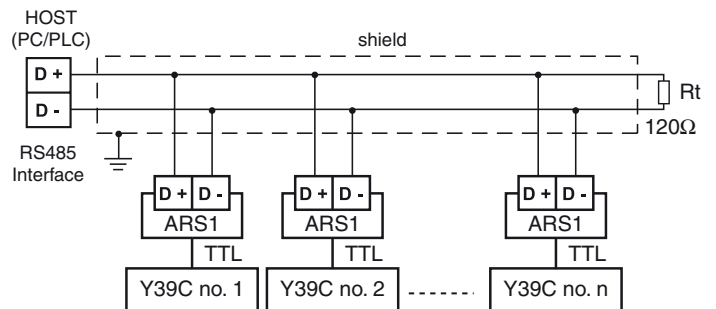 HOST
(PC/PLC)
shield
D +
D -
Rt
120Ω
RS485
Interface
D + D - D + D - D + D -
ARS1 ARS1 ARS1
TTL TTL TTL
Y39C no. 1 Y39C no. 2 Y39C no. n